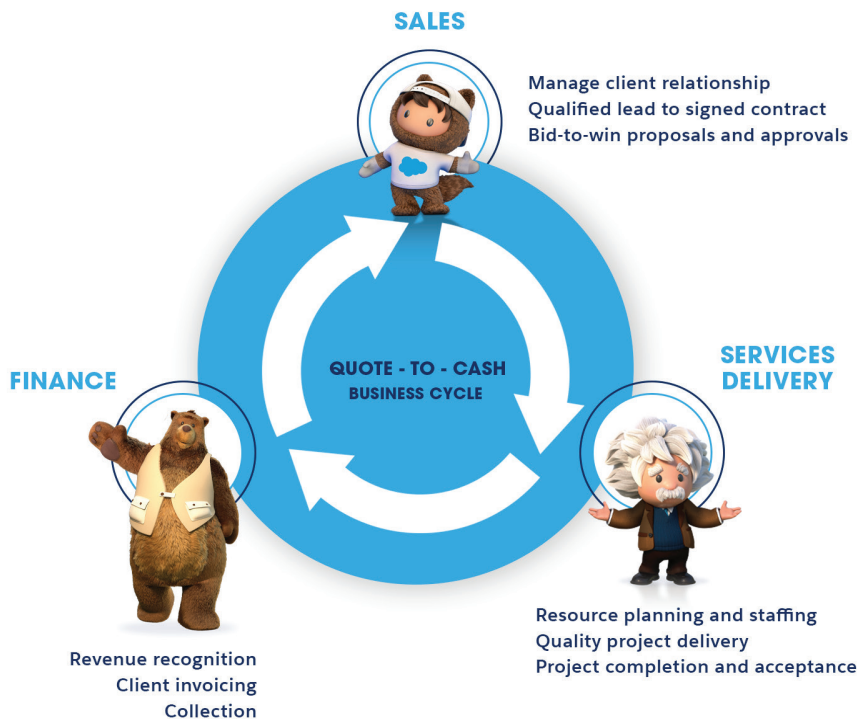 SALES
Manage client relationship
Qualified lead to signed contract
Bid-to-win proposals and approvals
QUOTE - TO - CASH
BUSINESS CYCLE
SERVICES
DELIVERY
Resource planning and staffing
Quality project delivery
Project completion and acceptance
FINANCE
Revenue recognition
Client invoicing
Collection